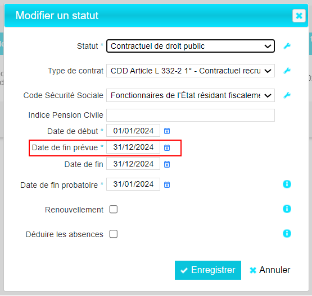 Modifier un statut
Statut * Contractuel de droit public
Type de contrat CDD Article L 332-2 1° - Contractuel recru
Code Sécurité Sociale Fonctionnaires de l'État résidant fiscaleme
Indice Pension Civile
Date de début * 01/01/2024
Date de fin prévue * 31/12/2024
Date de fin 31/12/2024
Date de fin probatoire * 31/01/2024
Renouvellement
Déduire les absences
Enregistrer Annuler